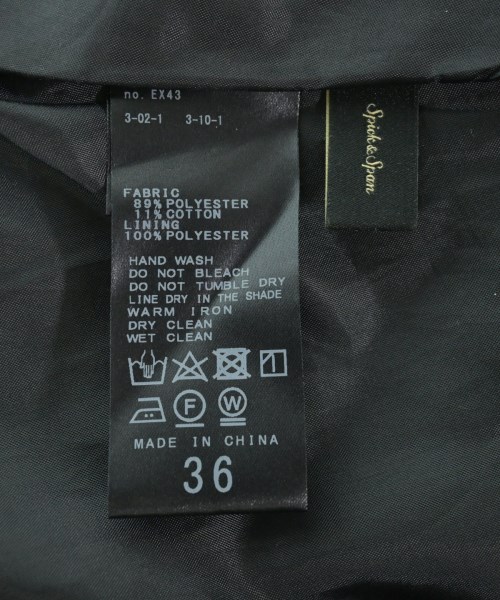 no. EX43
3-02-1 3-10-1
Spick & Span
FABRIC
89% POLYESTER
11% COTTON
LINING
100% POLYESTER
HAND WASH
DO NOT BLEACH
DO NOT TUMBLE DRY
LINE DRY IN THE SHADE
WARM IRON
DRY CLEAN
WET CLEAN
F W
MADE IN CHINA
36